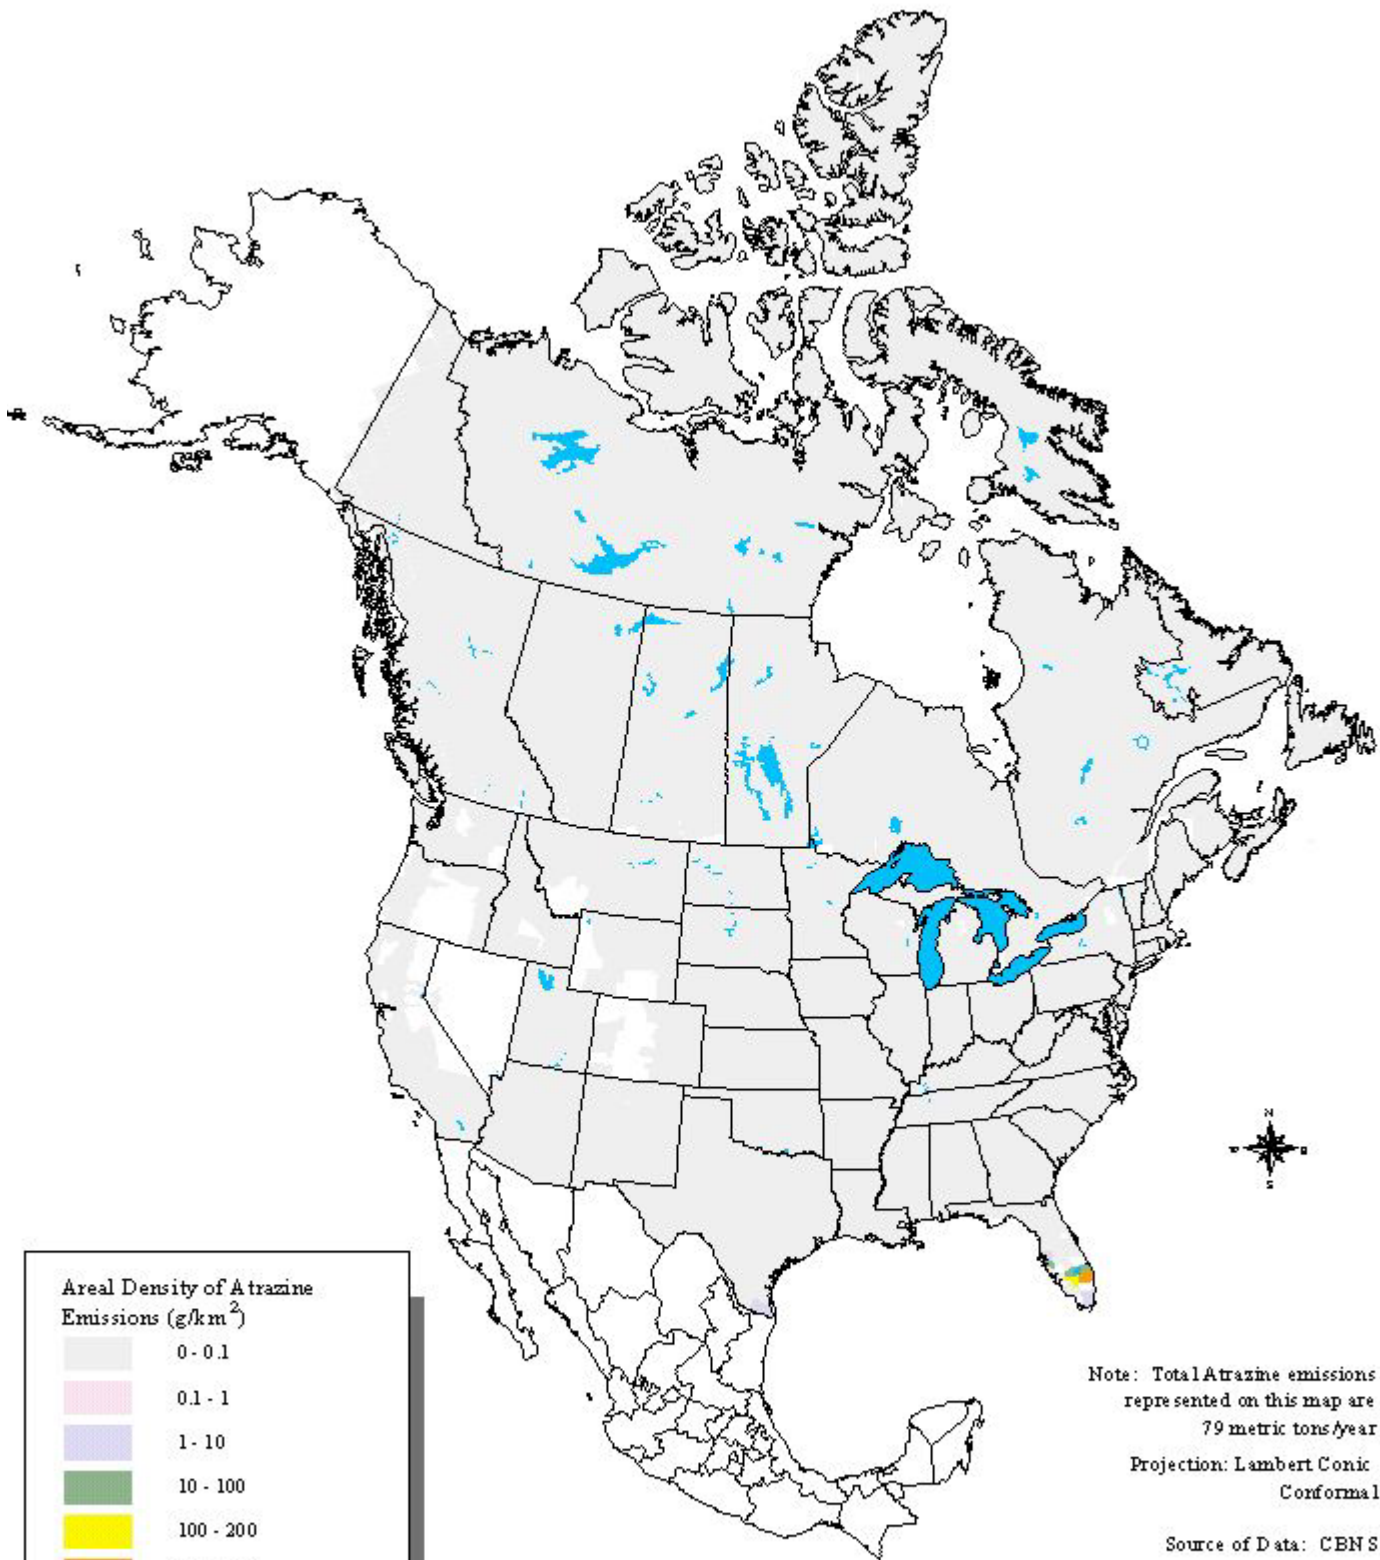 N
S
Areal Density of Atrazine
Emissions (g/km²)
0 - 0.1
0.1 - 1
1 - 10
10 - 100
100 - 200
Note: Total Atrazine emissions
represented on this map are
79 metric tons/year
Projection: Lambert Conic
Conformal
Source of Data: CBNS